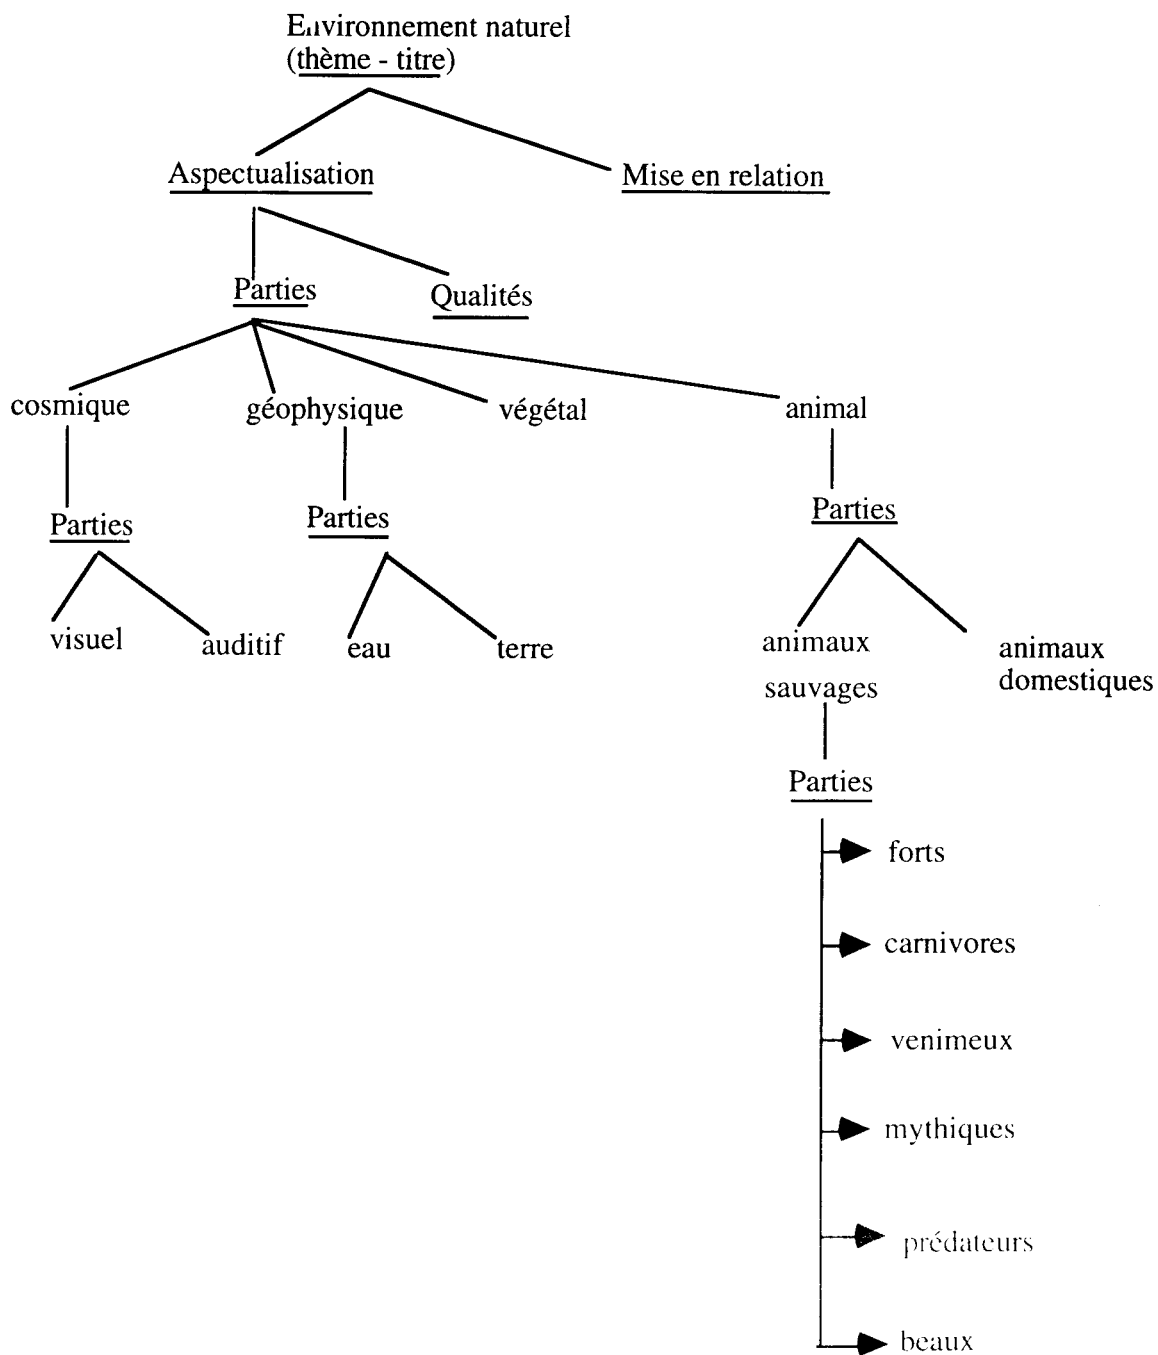 Environnement naturel
(thème - titre)
Aspectualisation
Mise en relation
Parties
Qualités
cosmique
géophysique
végétal
animal
Parties
Parties
Parties
visuel
auditif
eau
terre
animaux
sauvages
animaux
domestiques
Parties
forts
carnivores
venimeux
mythiques
prédateurs
beaux